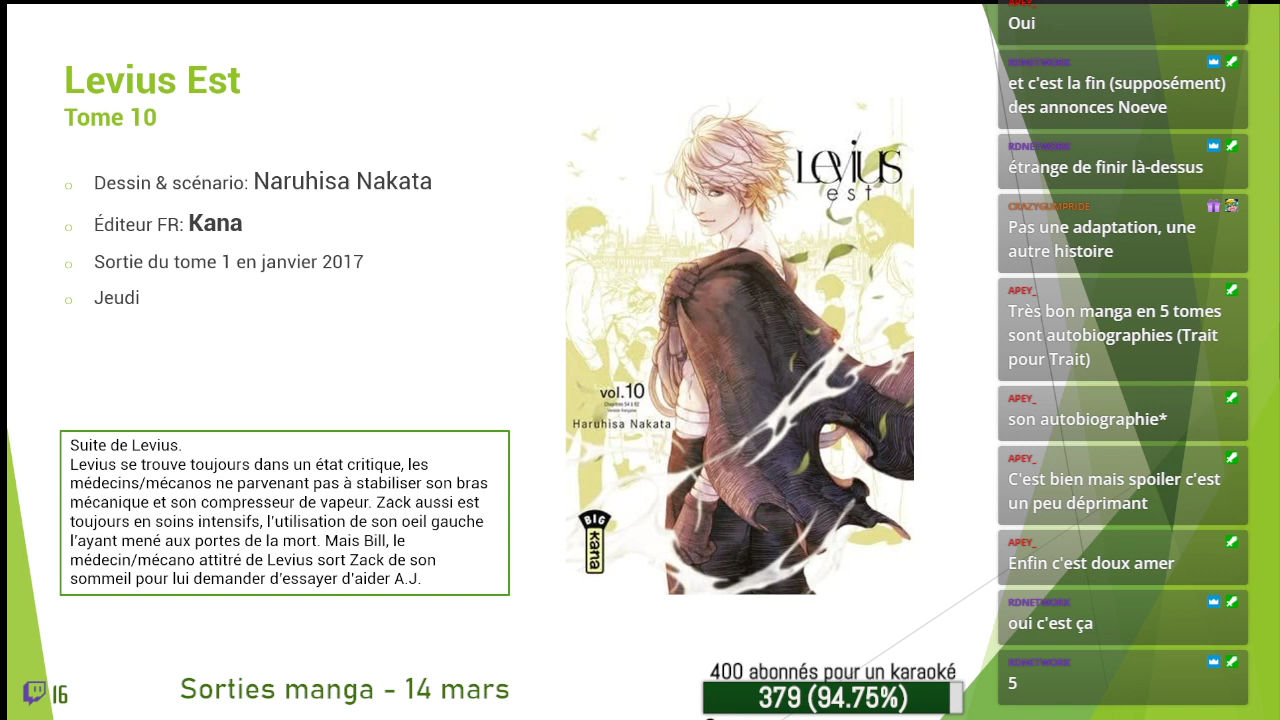 Levius Est
Tome 10
Dessin & scénario: Naruhisa Nakata
Éditeur FR: Kana
Sortie du tome 1 en janvier 2017
Jeudi
Suite de Levius.
Levius se trouve toujours dans un état critique, les
médecins/mécanos ne parvenant pas à stabiliser son bras
mécanique et son compresseur de vapeur. Zack aussi est
toujours en soins intensifs, l'utilisation de son oeil gauche
l'ayant mené aux portes de la mort. Mais Bill, le
médecin/mécano attitré de Levius sort Zack de son
sommeil pour lui demander d'essayer d'aider A.J.
LEVIUS
est
vol.10
Haruhisa Nakata
BIG
kana
16
Sorties manga - 14 mars
400 abonnés pour un karaoké
379 (94.75%)
APEY_
Oui
RDNETWORK
et c'est la fin (supposément)
des annonces Noeve
RDNETWORK
étrange de finir là-dessus
CRAZYGUMPRIDE
Pas une adaptation, une
autre histoire
APEY_
Très bon manga en 5 tomes
sont autobiographies (Trait
pour Trait)
APEY_
son autobiographie*
APEY_
C'est bien mais spoiler c'est
un peu déprimant
APEY_
Enfin c'est doux amer
RDNETWORK
oui c'est ça
RDNETWORK
5